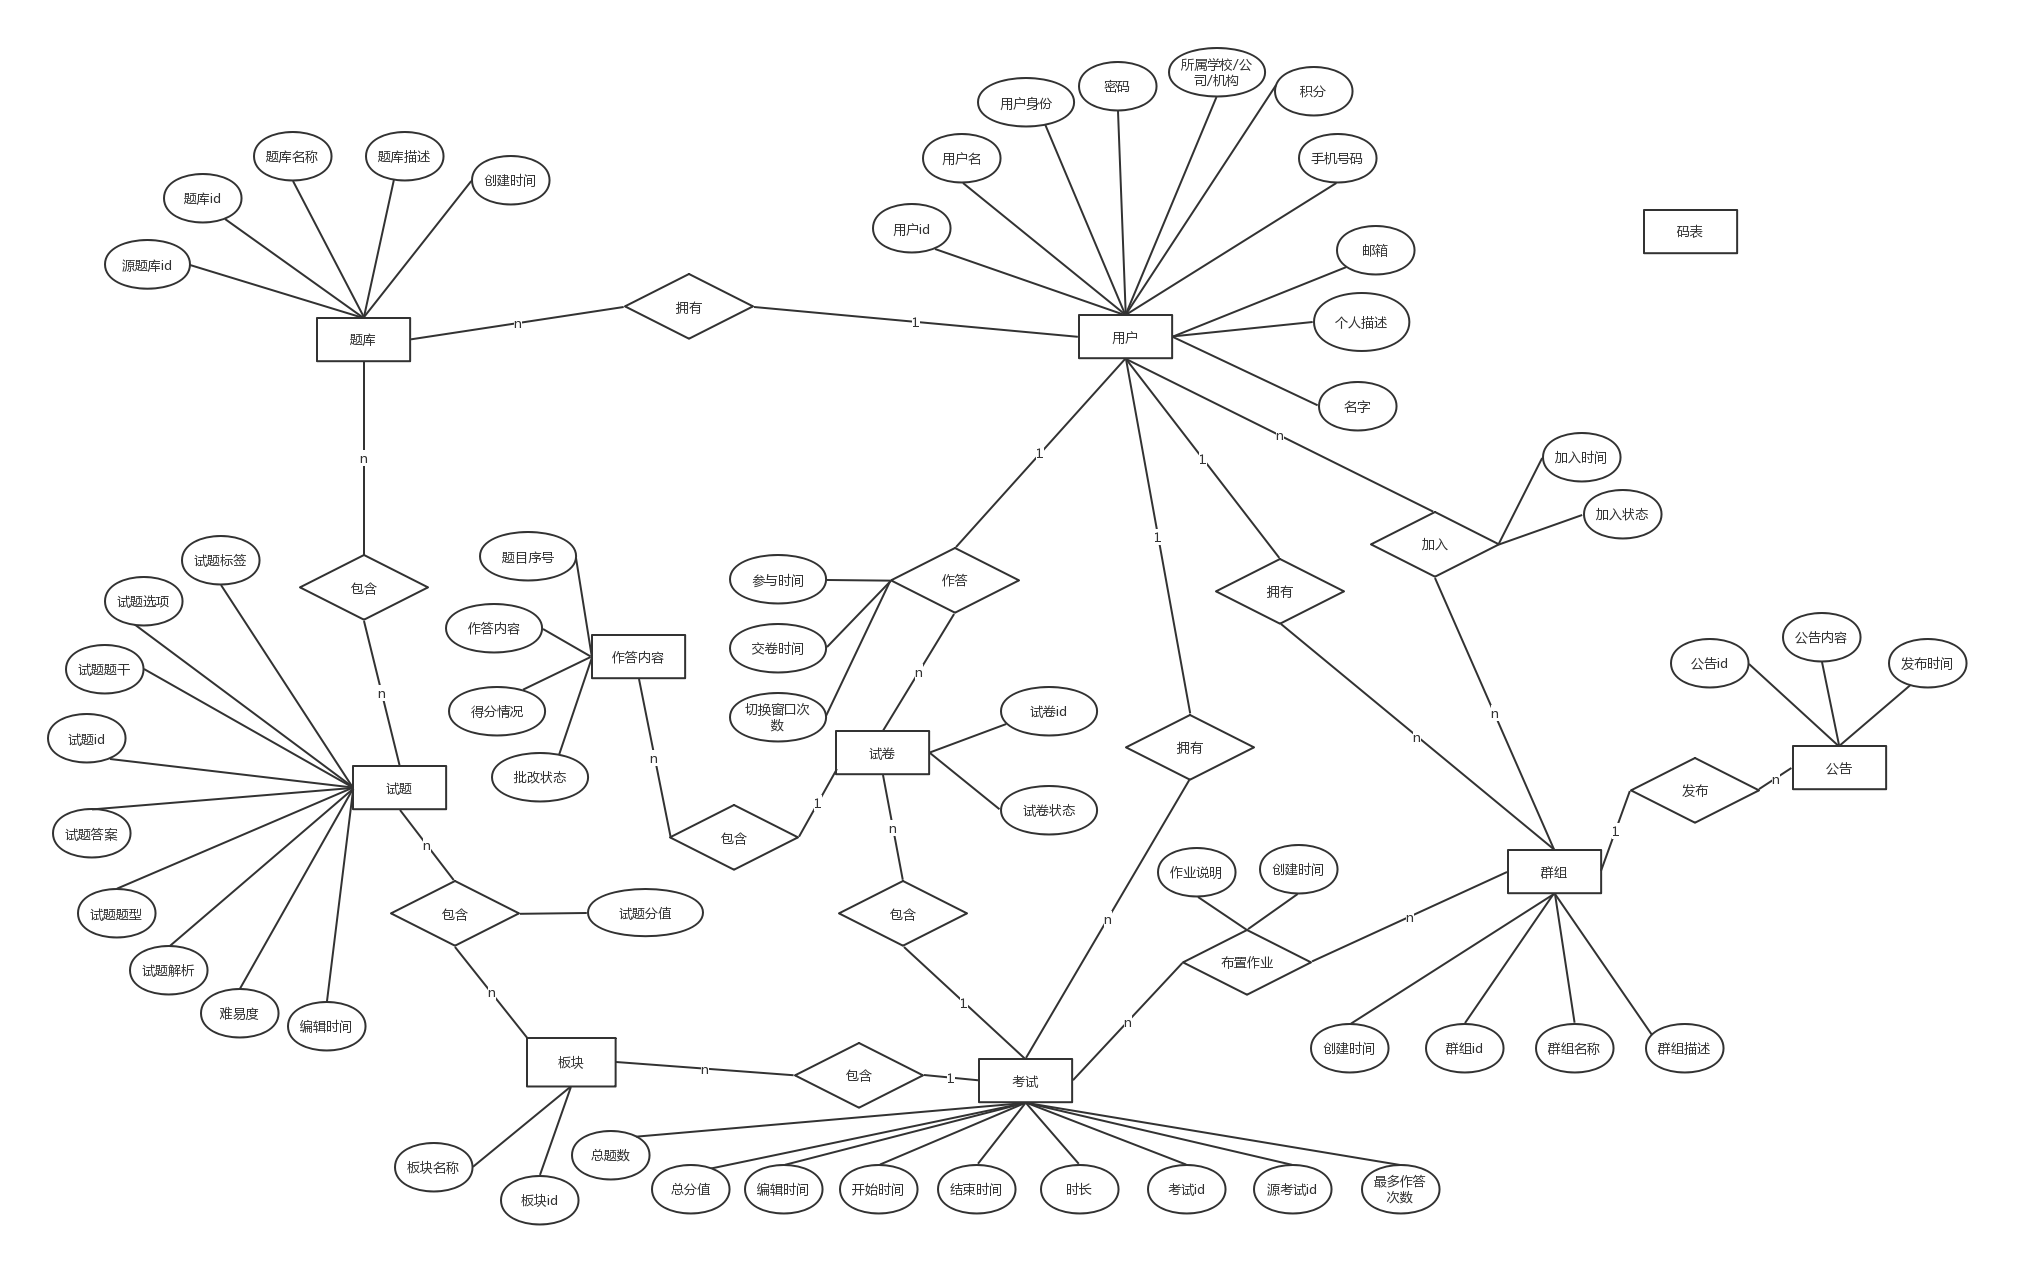 所属学校/公
司/机构
密码
积分
用户身份
题库名称
题库描述
用户名
手机号码
创建时间
题库id
用户id
码表
邮箱
源题库id
拥有
个人描述
n
1
题库
用户
名字
n
1
1
n
加入时间
加入状态
1
加入
题目序号
试题标签
包含
参与时间
作答
拥有
试题选项
作答内容
作答内容
公告内容
交卷时间
试题题干
n
n
公告id
发布时间
得分情况
切换窗口次
数
试卷id
n
试题id
n
拥有
n
试卷
n
批改状态
公告
试题
发布
1
试卷状态
试题答案
n
包含
1
n
作业说明
创建时间
群组
试题题型
包含
试题分值
包含
n
n
试题解析
布置作业
n
1
难易度
编辑时间
n
创建时间
群组id
群组名称
群组描述
板块
n
包含
1
考试
总题数
板块名称
板块id
总分值
编辑时间
开始时间
结束时间
时长
考试id
源考试id
最多作答
次数